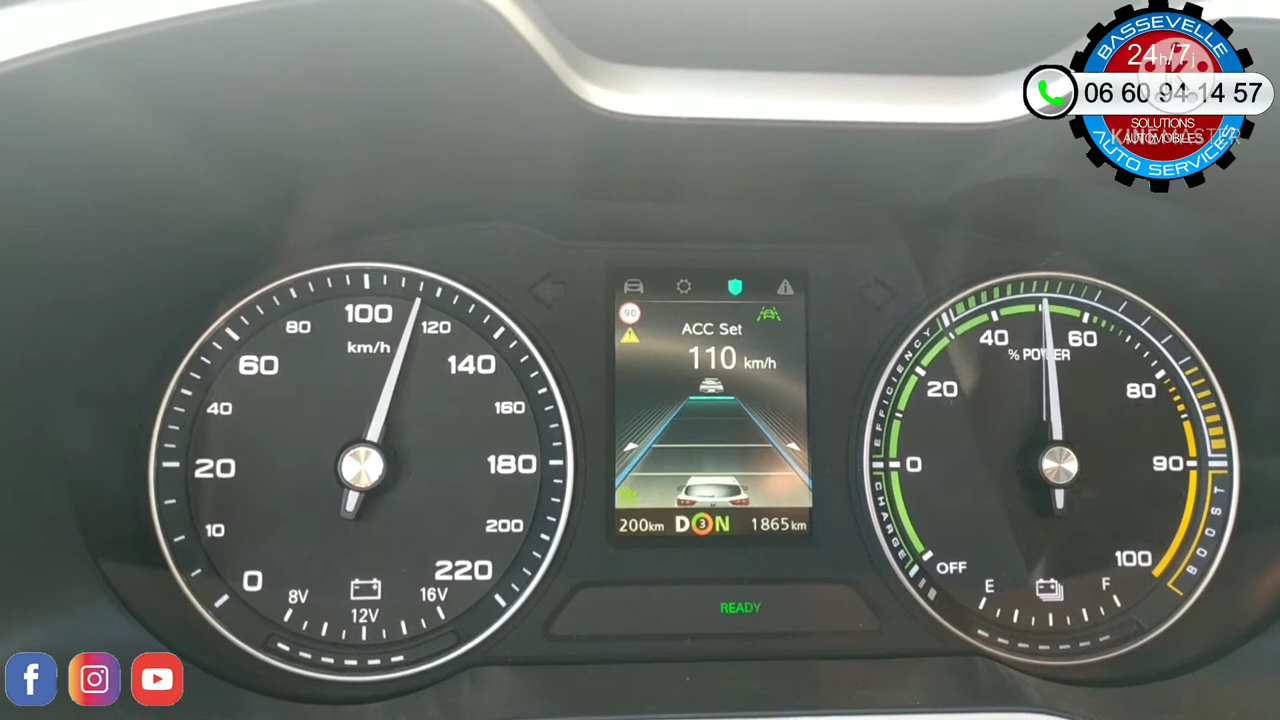 BASSEVELLE
24h/7j
06 60 94 14 57
SOLUTIONS
AUTOMOBILES
KINEMASTER
AUTO SERVICES
0
10
20
40
60
80
100
120
140
160
180
200
220
km/h
8V
12V
16V
90
ACC Set
110 km/h
200km
D 3 N
1865km
READY
OFF
0
20
40
60
80
90
100
% POWER
CHARGE
EFFICIENCY
BOOST
E
F